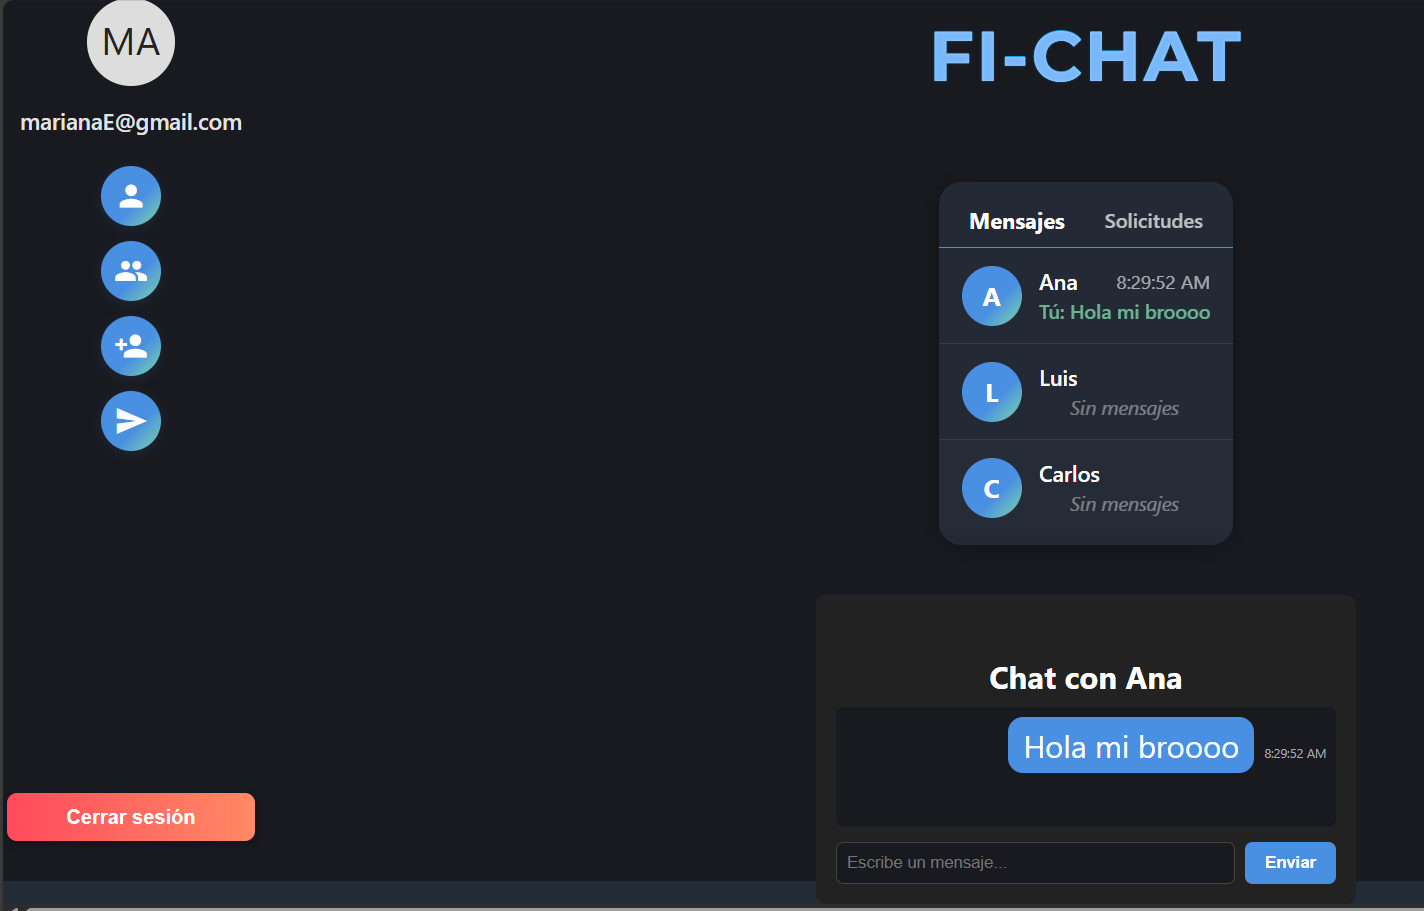 MA
marianaE@gmail.com
Cerrar sesión
FI-CHAT
Mensajes Solicitudes
A
Ana 8:29:52 AM
Tú: Hola mi broooo
L
Luis
Sin mensajes
C
Carlos
Sin mensajes
Chat con Ana
Hola mi broooo 8:29:52 AM
Escribe un mensaje... Enviar